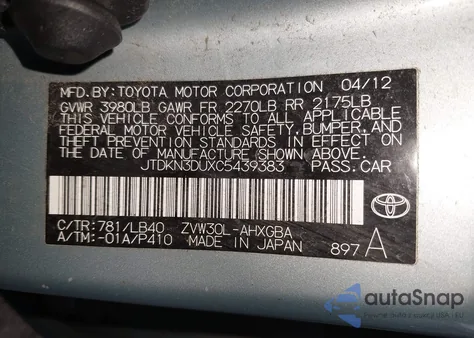 MFD.BY:TOYOTA MOTOR CORPORATION 04/12
GVWR 3980LB GAWR FR 2270LB RR 2175LB
THIS VEHICLE CONFORMS TO ALL APPLICABLE
FEDERAL MOTOR VEHICLE SAFETY,BUMPER,AND
THEFT PREVENTION STANDARDS IN EFFECT ON
THE DATE OF MANUFACTURE SHOWN ABOVE.
JTDKN3DUXC5439383 PASS.CAR
C/TR:781/LB40 ZVW30L-AHXGBA
A/TM:-01A/P410 MADE IN JAPAN 897 A
autoSnap